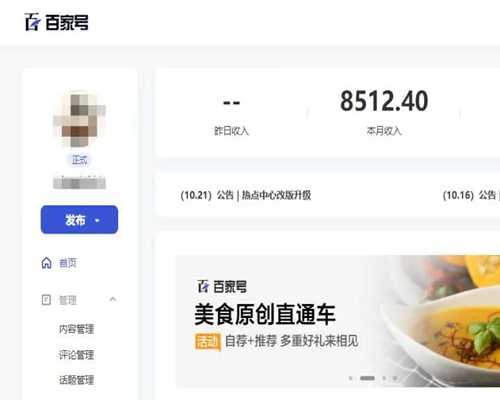 百家号
--
8512.40
昨日收入
本月收入
正式
发布
(10.21) 公告 | 热点中心改版升级
(10.16) 公告
首页
管理
内容管理
评论管理
话题管理
百家号
美食原创直通车
活动 自荐+推荐 多重好礼来相见